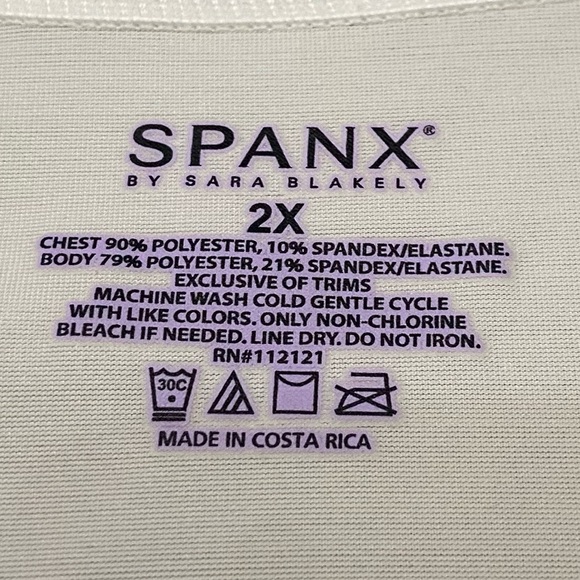 SPANX®
BY SARA BLAKELY
2X
CHEST 90% POLYESTER, 10% SPANDEX/ELASTANE.
BODY 79% POLYESTER, 21% SPANDEX/ELASTANE.
EXCLUSIVE OF TRIMS
MACHINE WASH COLD GENTLE CYCLE
WITH LIKE COLORS. ONLY NON-CHLORINE
BLEACH IF NEEDED. LINE DRY. DO NOT IRON.
RN#112121
30C
MADE IN COSTA RICA